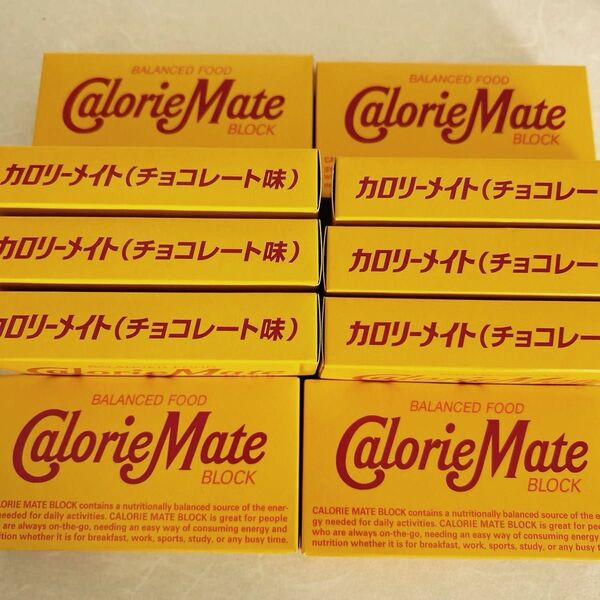 BALANCED FOOD
CalorieMate
BLOCK
BALANCED FOOD
CalorieMate
BLOCK
カロリーメイト(チョコレート味)
カロリーメイト(チョコレー
カロリーメイト(チョコレート味)
カロリーメイト(チョコレー
カロリーメイト(チョコレート味)
カロリーメイト(チョコレー
BALANCED FOOD
CalorieMate
BLOCK
LORIE MATE BLOCK contains a nutritionally balanced source of the ener-
needed for daily activities. CALORIE MATE BLOCK is great for people
are always on-the-go, needing an easy way of consuming energy and
trition whether it is for breakfast, work, sports, study, or any busy time.
BALANCED FOOD
CalorieMate
BLOCK
CALORIE MATE BLOCK contains a nutritionally balanced source of the
gy needed for daily activities. CALORIE MATE BLOCK is great for
who are always on-the-go, needing an easy way of consuming energy
nutrition whether it is for breakfast, work, sports, study, or any busy